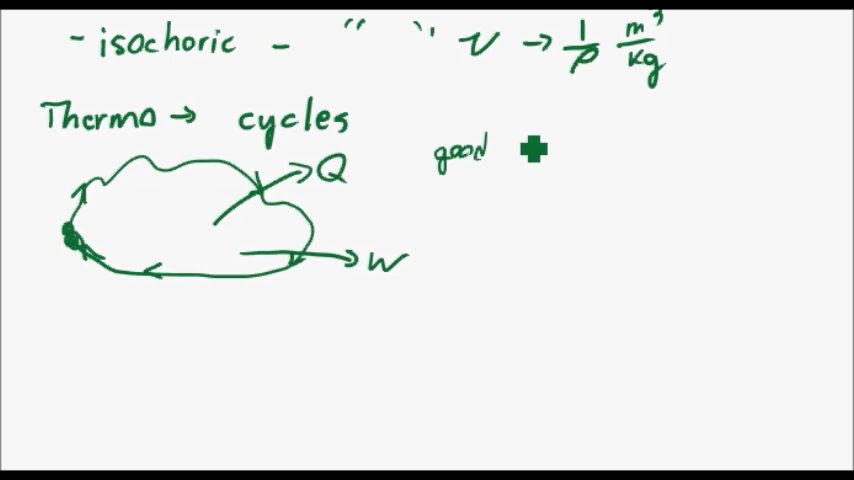 - isochoric - " " v → 1/ρ m³/kg
Thermo → cycles
good
Q
W